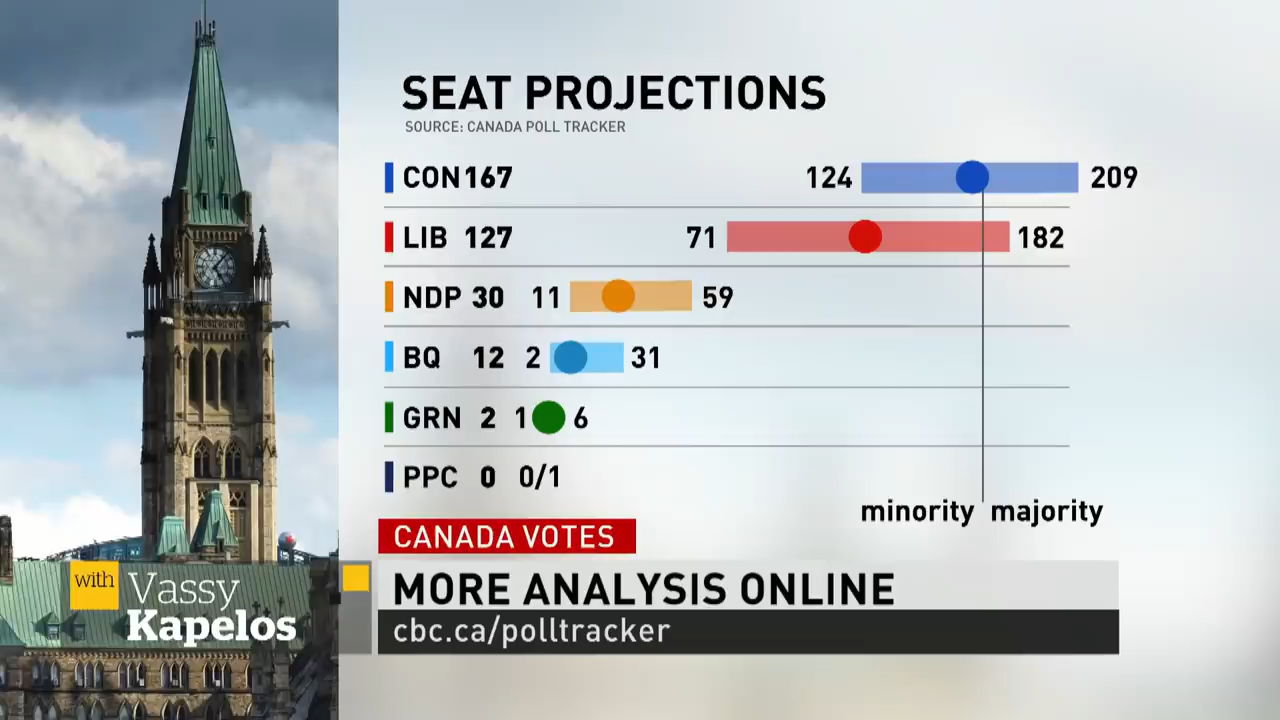 SEAT PROJECTIONS
SOURCE: CANADA POLL TRACKER
CON 167 124 209
LIB 127 71 182
NDP 30 11 59
BQ 12 2 31
GRN 2 1 6
PPC 0 0/1
minority majority
CANADA VOTES
MORE ANALYSIS ONLINE
cbc.ca/polltracker
with Vassy
Kapelos